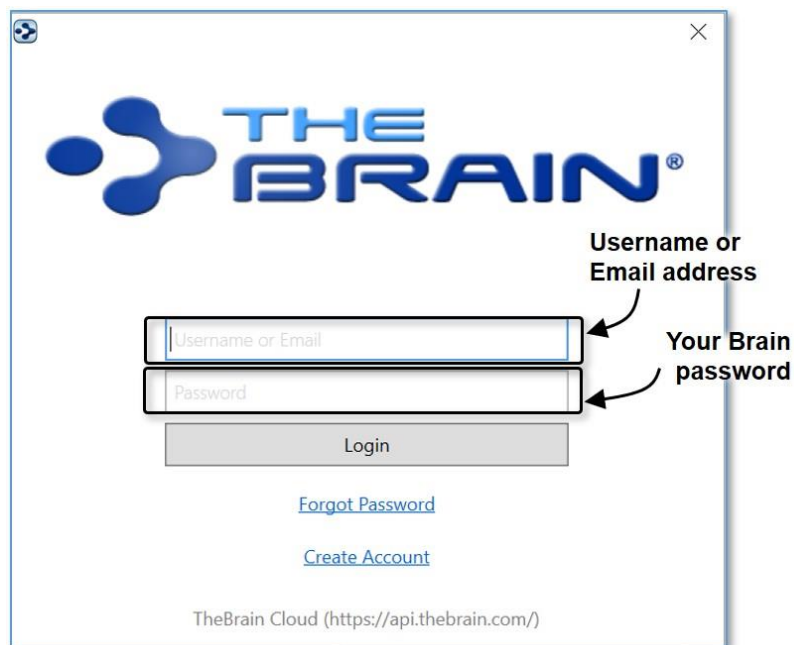 THE
BRAIN®
Username or
Email address
Username or Email
Your Brain
password
Password
Login
Forgot Password
Create Account
TheBrain Cloud (https://api.thebrain.com/)